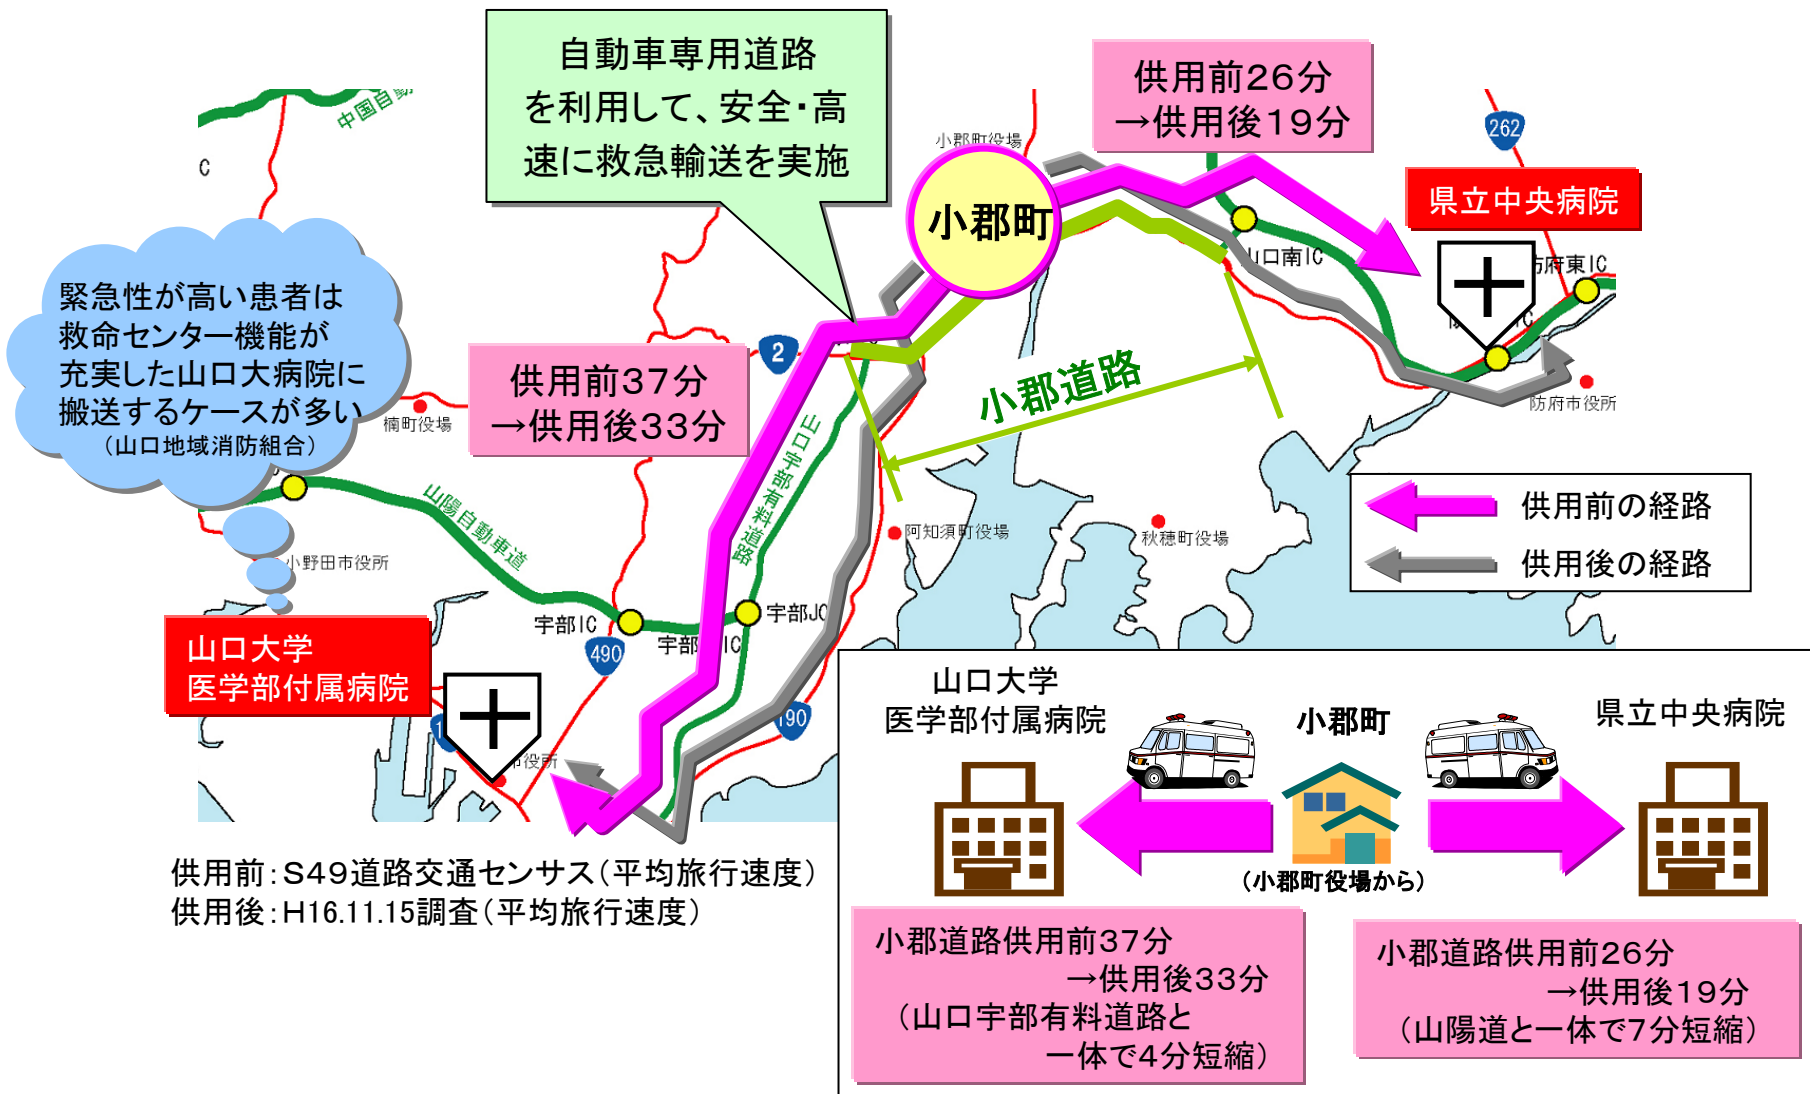 自動車専用道路
を利用して、安全・高
速に救急輸送を実施
供用前26分
→供用後19分
中国自動
C
小郡町役場
262
県立中央病院
小郡町
山口南IC
防府東IC
IC
緊急性が高い患者は
救命センター機能が
充実した山口大病院に
搬送するケースが多い
(山口地域消防組合)
2
供用前37分
→供用後33分
小郡道路
楠町役場
防府市役所
山口宇部有料道路
山陽自動車道
阿知須町役場
秋穂町役場
供用前の経路
供用後の経路
小野田市役所
宇部IC
宇部
IC
宇部JC
490
山口大学
医学部付属病院
190
市役所
供用前:S49道路交通センサス(平均旅行速度)
供用後:H16.11.15調査(平均旅行速度)
山口大学
医学部付属病院
小郡町
県立中央病院
(小郡町役場から)
小郡道路供用前37分
→供用後33分
(山口宇部有料道路と
一体で4分短縮)
小郡道路供用前26分
→供用後19分
(山陽道と一体で7分短縮)